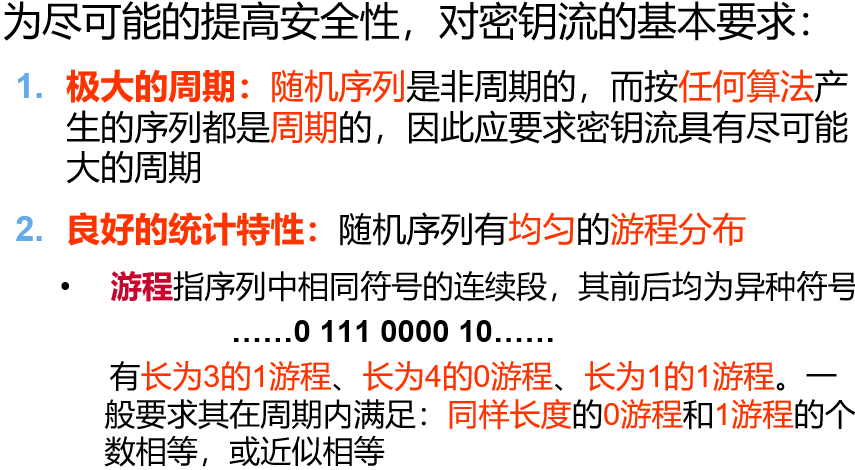 为尽可能的提高安全性，对密钥流的基本要求：
1. 极大的周期：随机序列是非周期的，而按任何算法产
生的序列都是周期的，因此应要求密钥流具有尽可能
大的周期
2. 良好的统计特性：随机序列有均匀的游程分布
• 游程指序列中相同符号的连续段，其前后均为异种符号
……0 111 0000 10……
有长为3的1游程、长为4的0游程、长为1的1游程。一
般要求其在周期内满足：同样长度的0游程和1游程的个
数相等，或近似相等